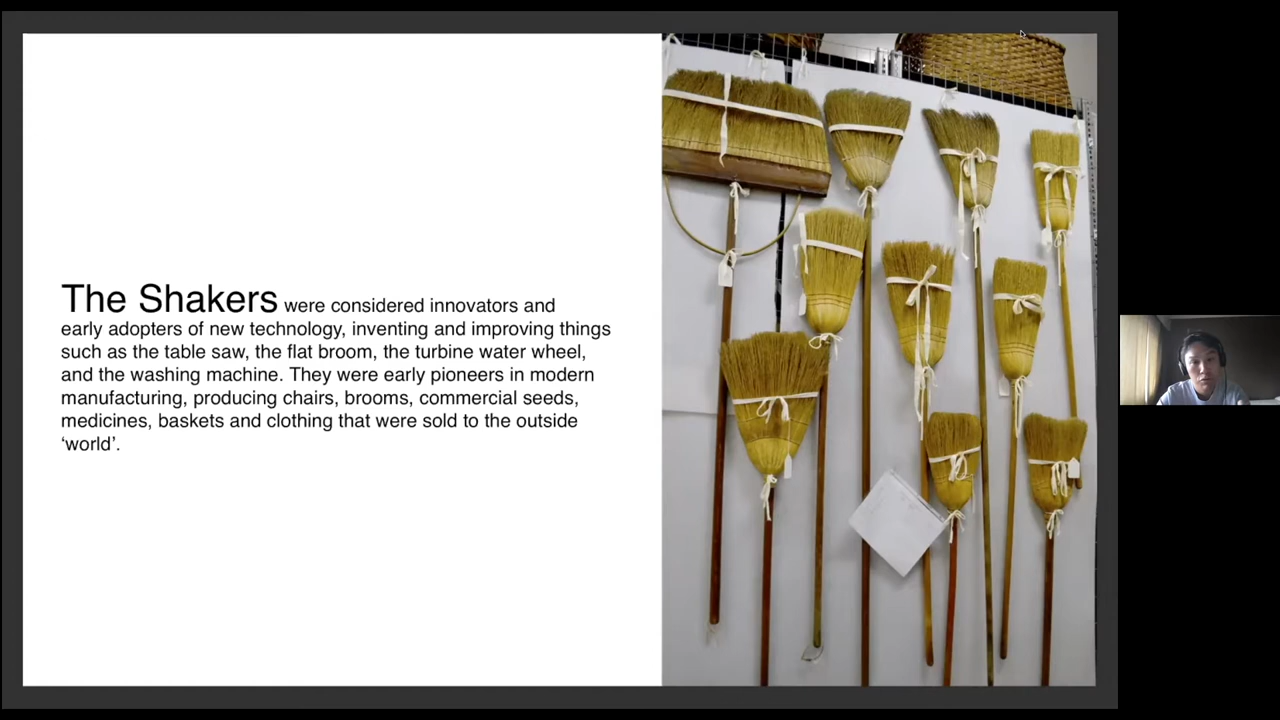 The Shakers were considered innovators and
early adopters of new technology, inventing and improving things
such as the table saw, the flat broom, the turbine water wheel,
and the washing machine. They were early pioneers in modern
manufacturing, producing chairs, brooms, commercial seeds,
medicines, baskets and clothing that were sold to the outside
‘world’.